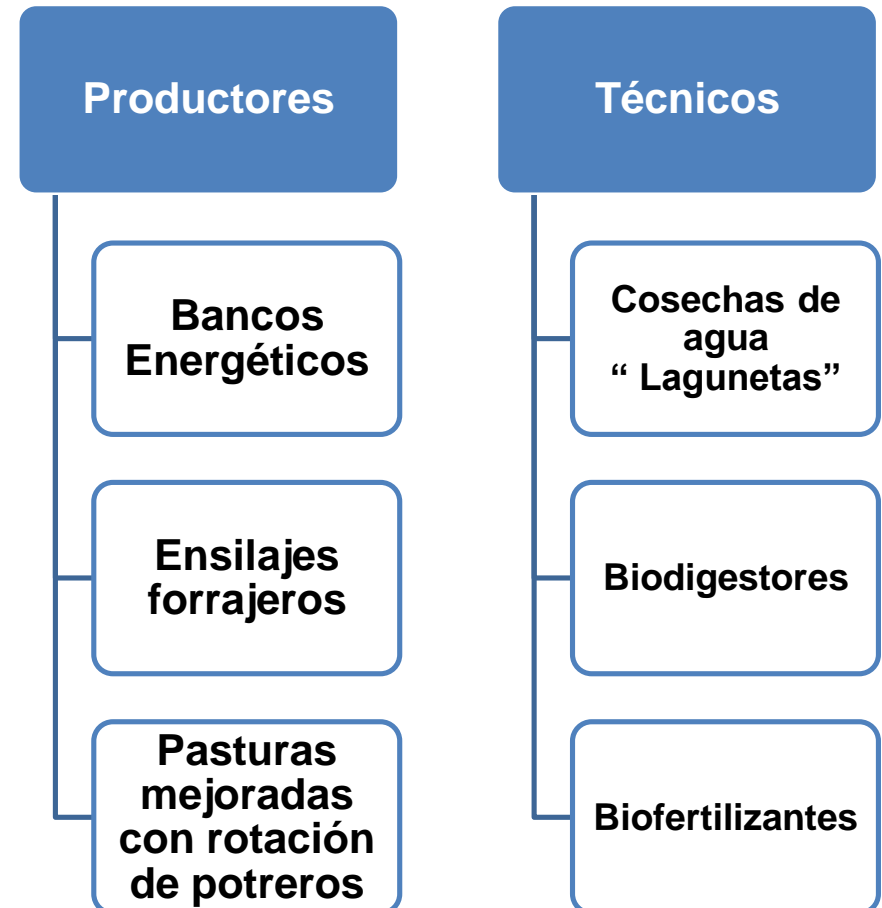 Productores
Bancos
Energéticos
Ensilajes
forrajeros
Pasturas
mejoradas
con rotación
de potreros
Técnicos
Cosechas de
agua
“ Lagunetas”
Biodigestores
Biofertilizantes